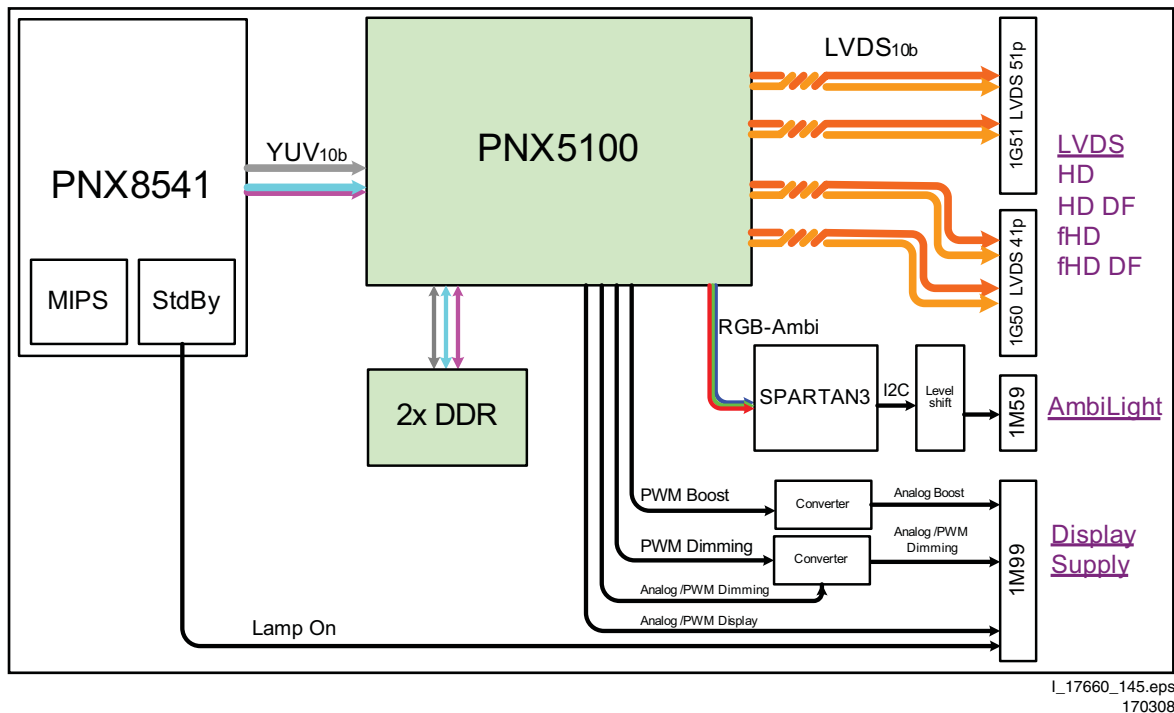 PNX8541
MIPS
StdBy
YUV10b
PNX5100
2x DDR
LVDS10b
1G51 LVDS 51p
1G50 LVDS 41p
LVDS
HD
HD DF
fHD
fHD DF
RGB-Ambi
SPARTAN3
I2C
Level
shift
1M59
AmbiLight
PWM Boost
Converter
Analog Boost
PWM Dimming
Converter
Analog /PWM
Dimming
Analog /PWM Dimming
Analog /PWM Display
Lamp On
1M99
Display
Supply
I_17660_145.eps
170308